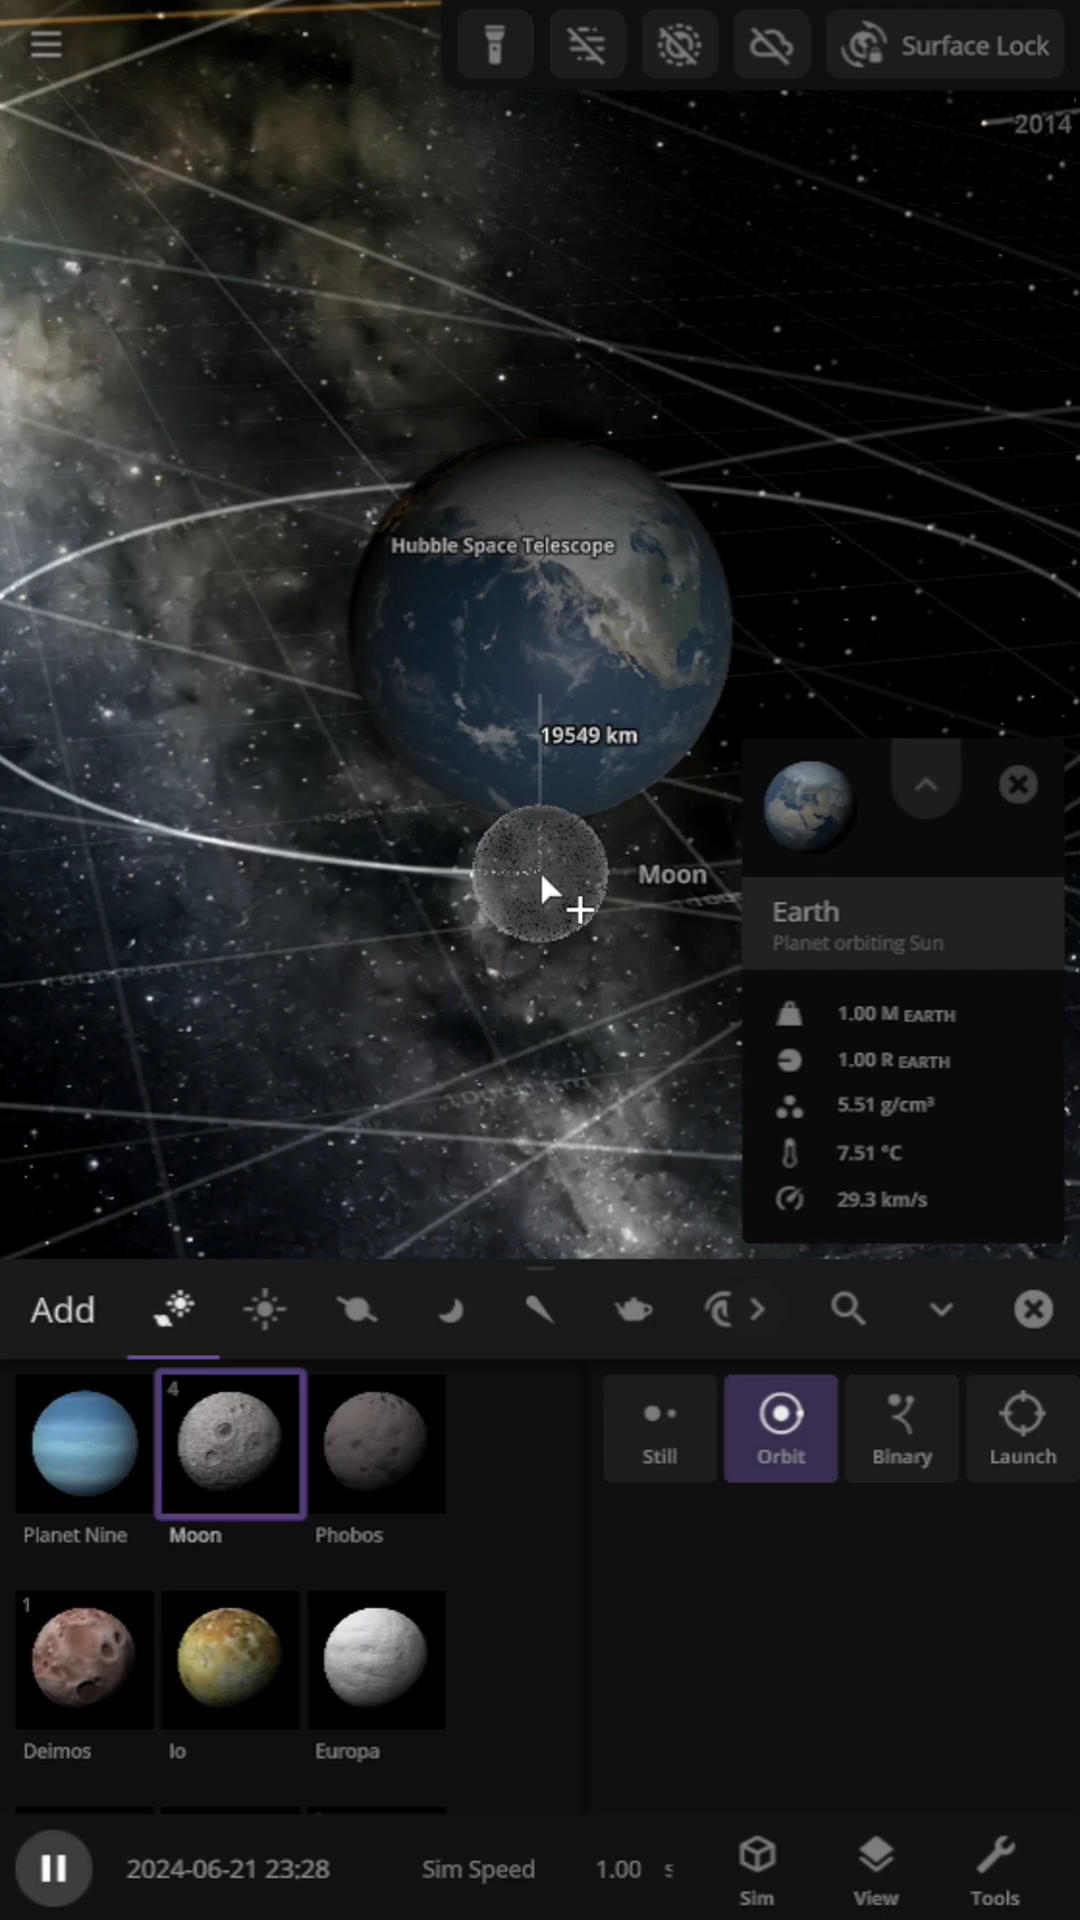 Surface Lock
2014
Hubble Space Telescope
19549 km
Moon
Earth
Planet orbiting Sun
1.00 M EARTH
1.00 R EARTH
5.51 g/cm³
7.51 °C
29.3 km/s
10000 km
Add
4
Planet Nine
Moon
Phobos
Still
Orbit
Binary
Launch
1
Deimos
Io
Europa
2024-06-21 23:28
Sim Speed
1.00 s
Sim
View
Tools